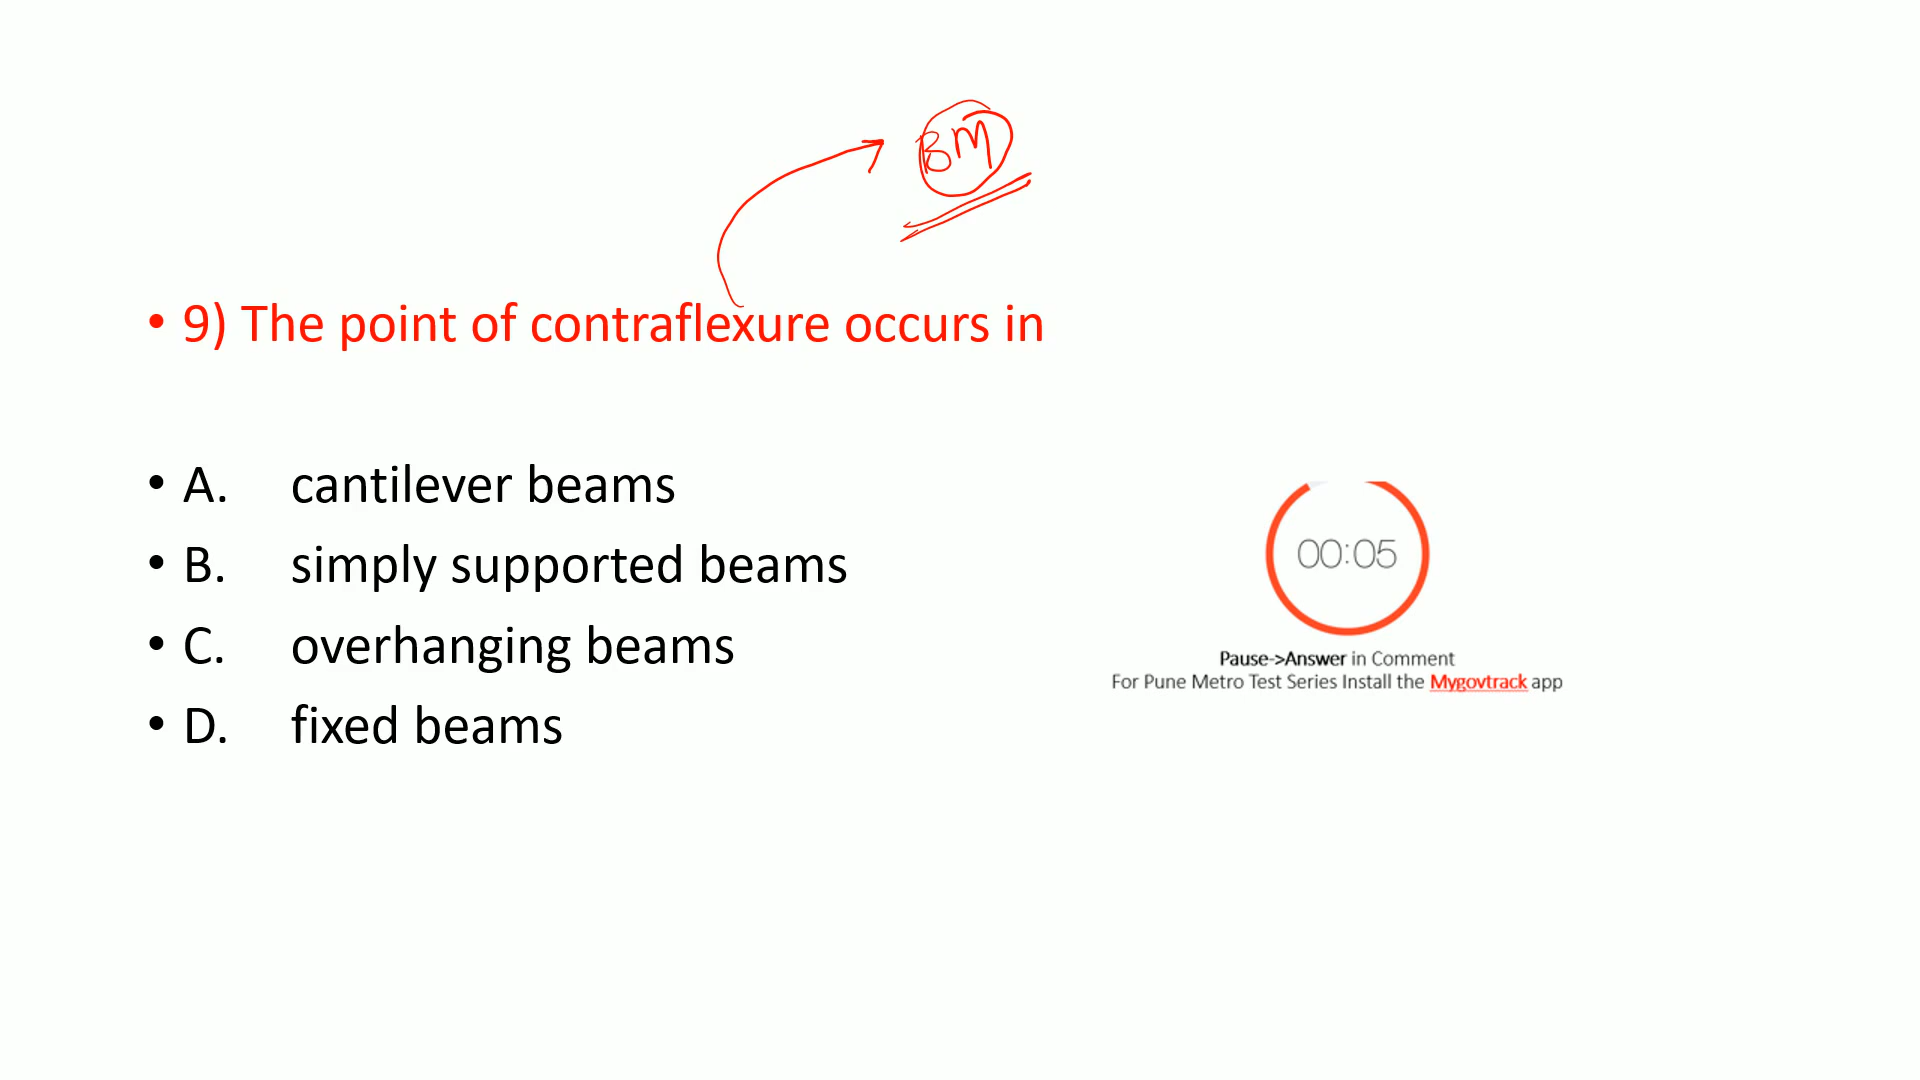 BM
• 9) The point of contraflexure occurs in
• A. cantilever beams
• B. simply supported beams
• C. overhanging beams
• D. fixed beams
00:05
Pause->Answer in Comment
For Pune Metro Test Series Install the Mygovtrack app